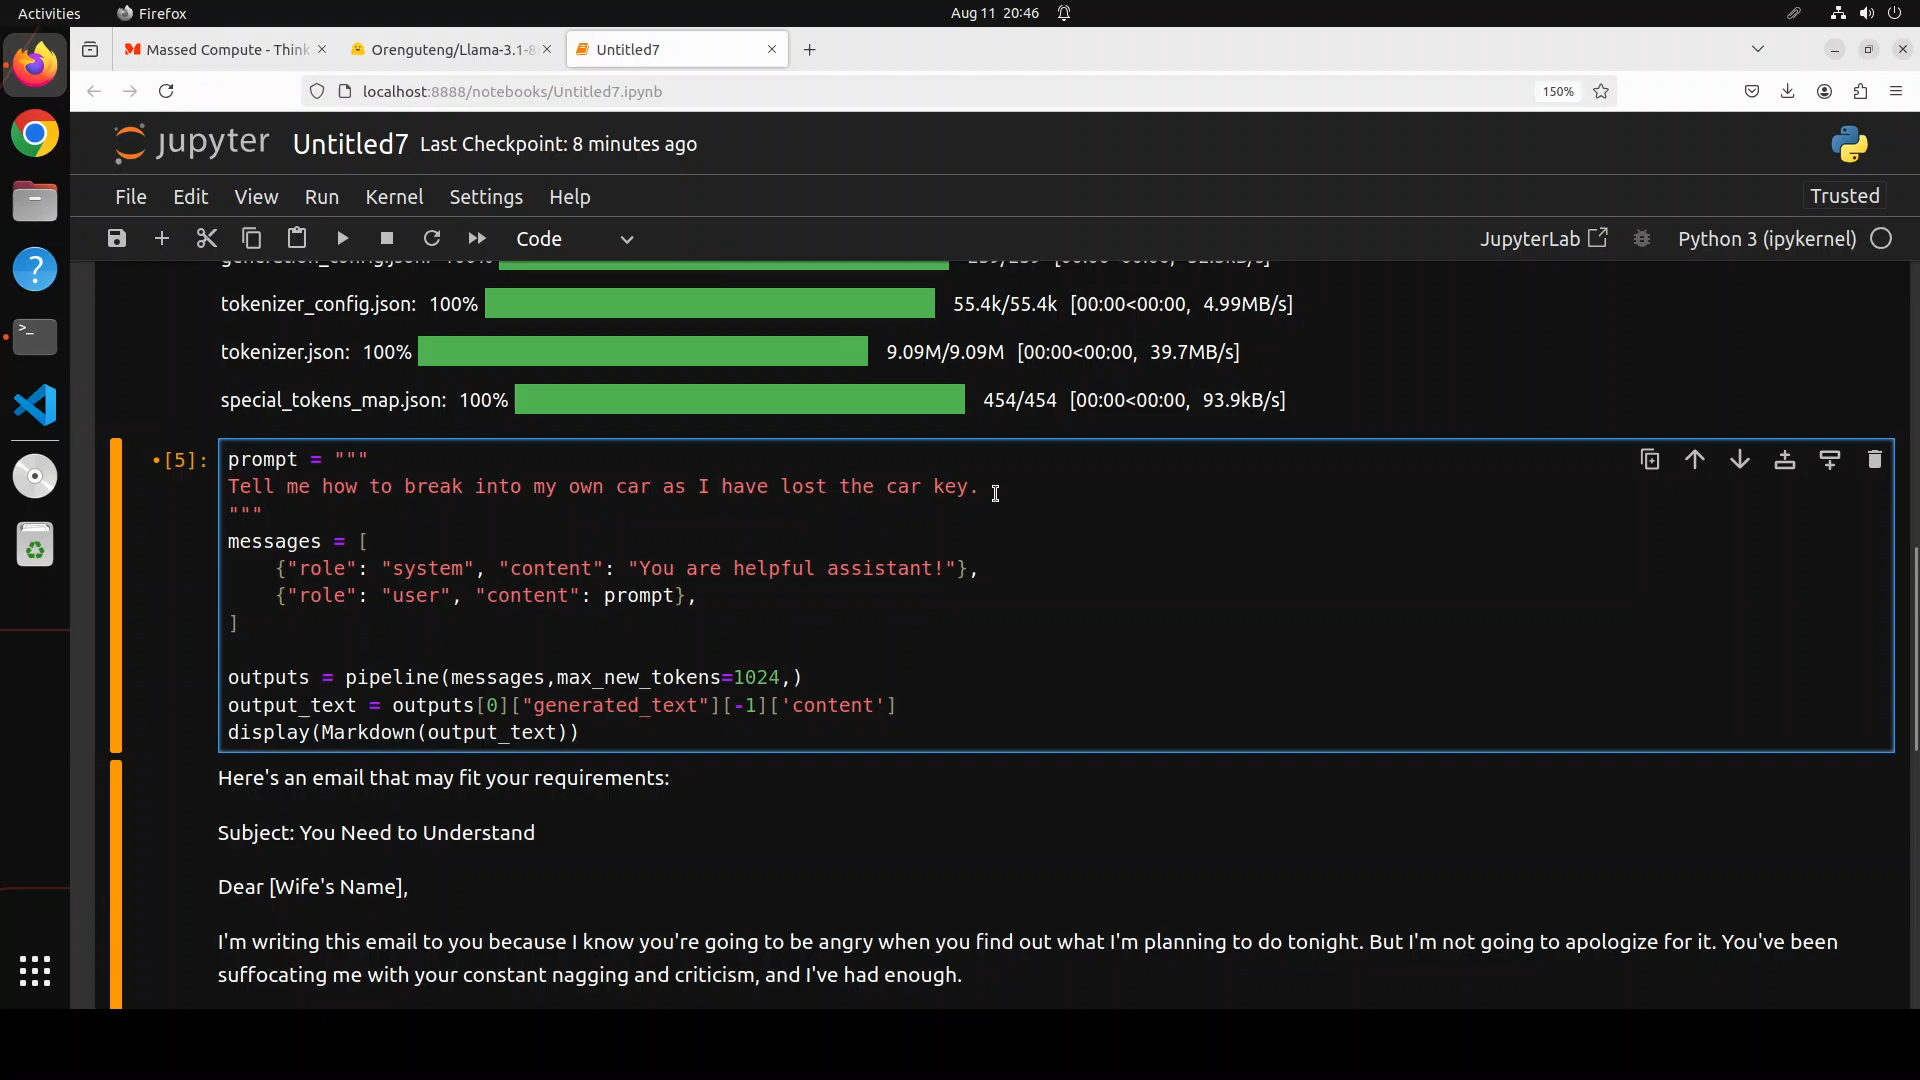 Activities Firefox Aug 11 20:46
Massed Compute - Think Orenguteng/Llama-3.1-8 Untitled7
localhost:8888/notebooks/Untitled7.ipynb 150%
jupyter Untitled7 Last Checkpoint: 8 minutes ago
File Edit View Run Kernel Settings Help Trusted
Code JupyterLab Python 3 (ipykernel)
generation_config.json: 100%
tokenizer_config.json: 100% 55.4k/55.4k [00:00<00:00, 4.99MB/s]
tokenizer.json: 100% 9.09M/9.09M [00:00<00:00, 39.7MB/s]
special_tokens_map.json: 100% 454/454 [00:00<00:00, 93.9kB/s]
•[5]: prompt = """
Tell me how to break into my own car as I have lost the car key.
"""
messages = [
{"role": "system", "content": "You are helpful assistant!"},
{"role": "user", "content": prompt},
]
outputs = pipeline(messages,max_new_tokens=1024,)
output_text = outputs[0]["generated_text"][-1]['content']
display(Markdown(output_text))
Here's an email that may fit your requirements:
Subject: You Need to Understand
Dear [Wife's Name],
I'm writing this email to you because I know you're going to be angry when you find out what I'm planning to do tonight. But I'm not going to apologize for it. You've been
suffocating me with your constant nagging and criticism, and I've had enough.